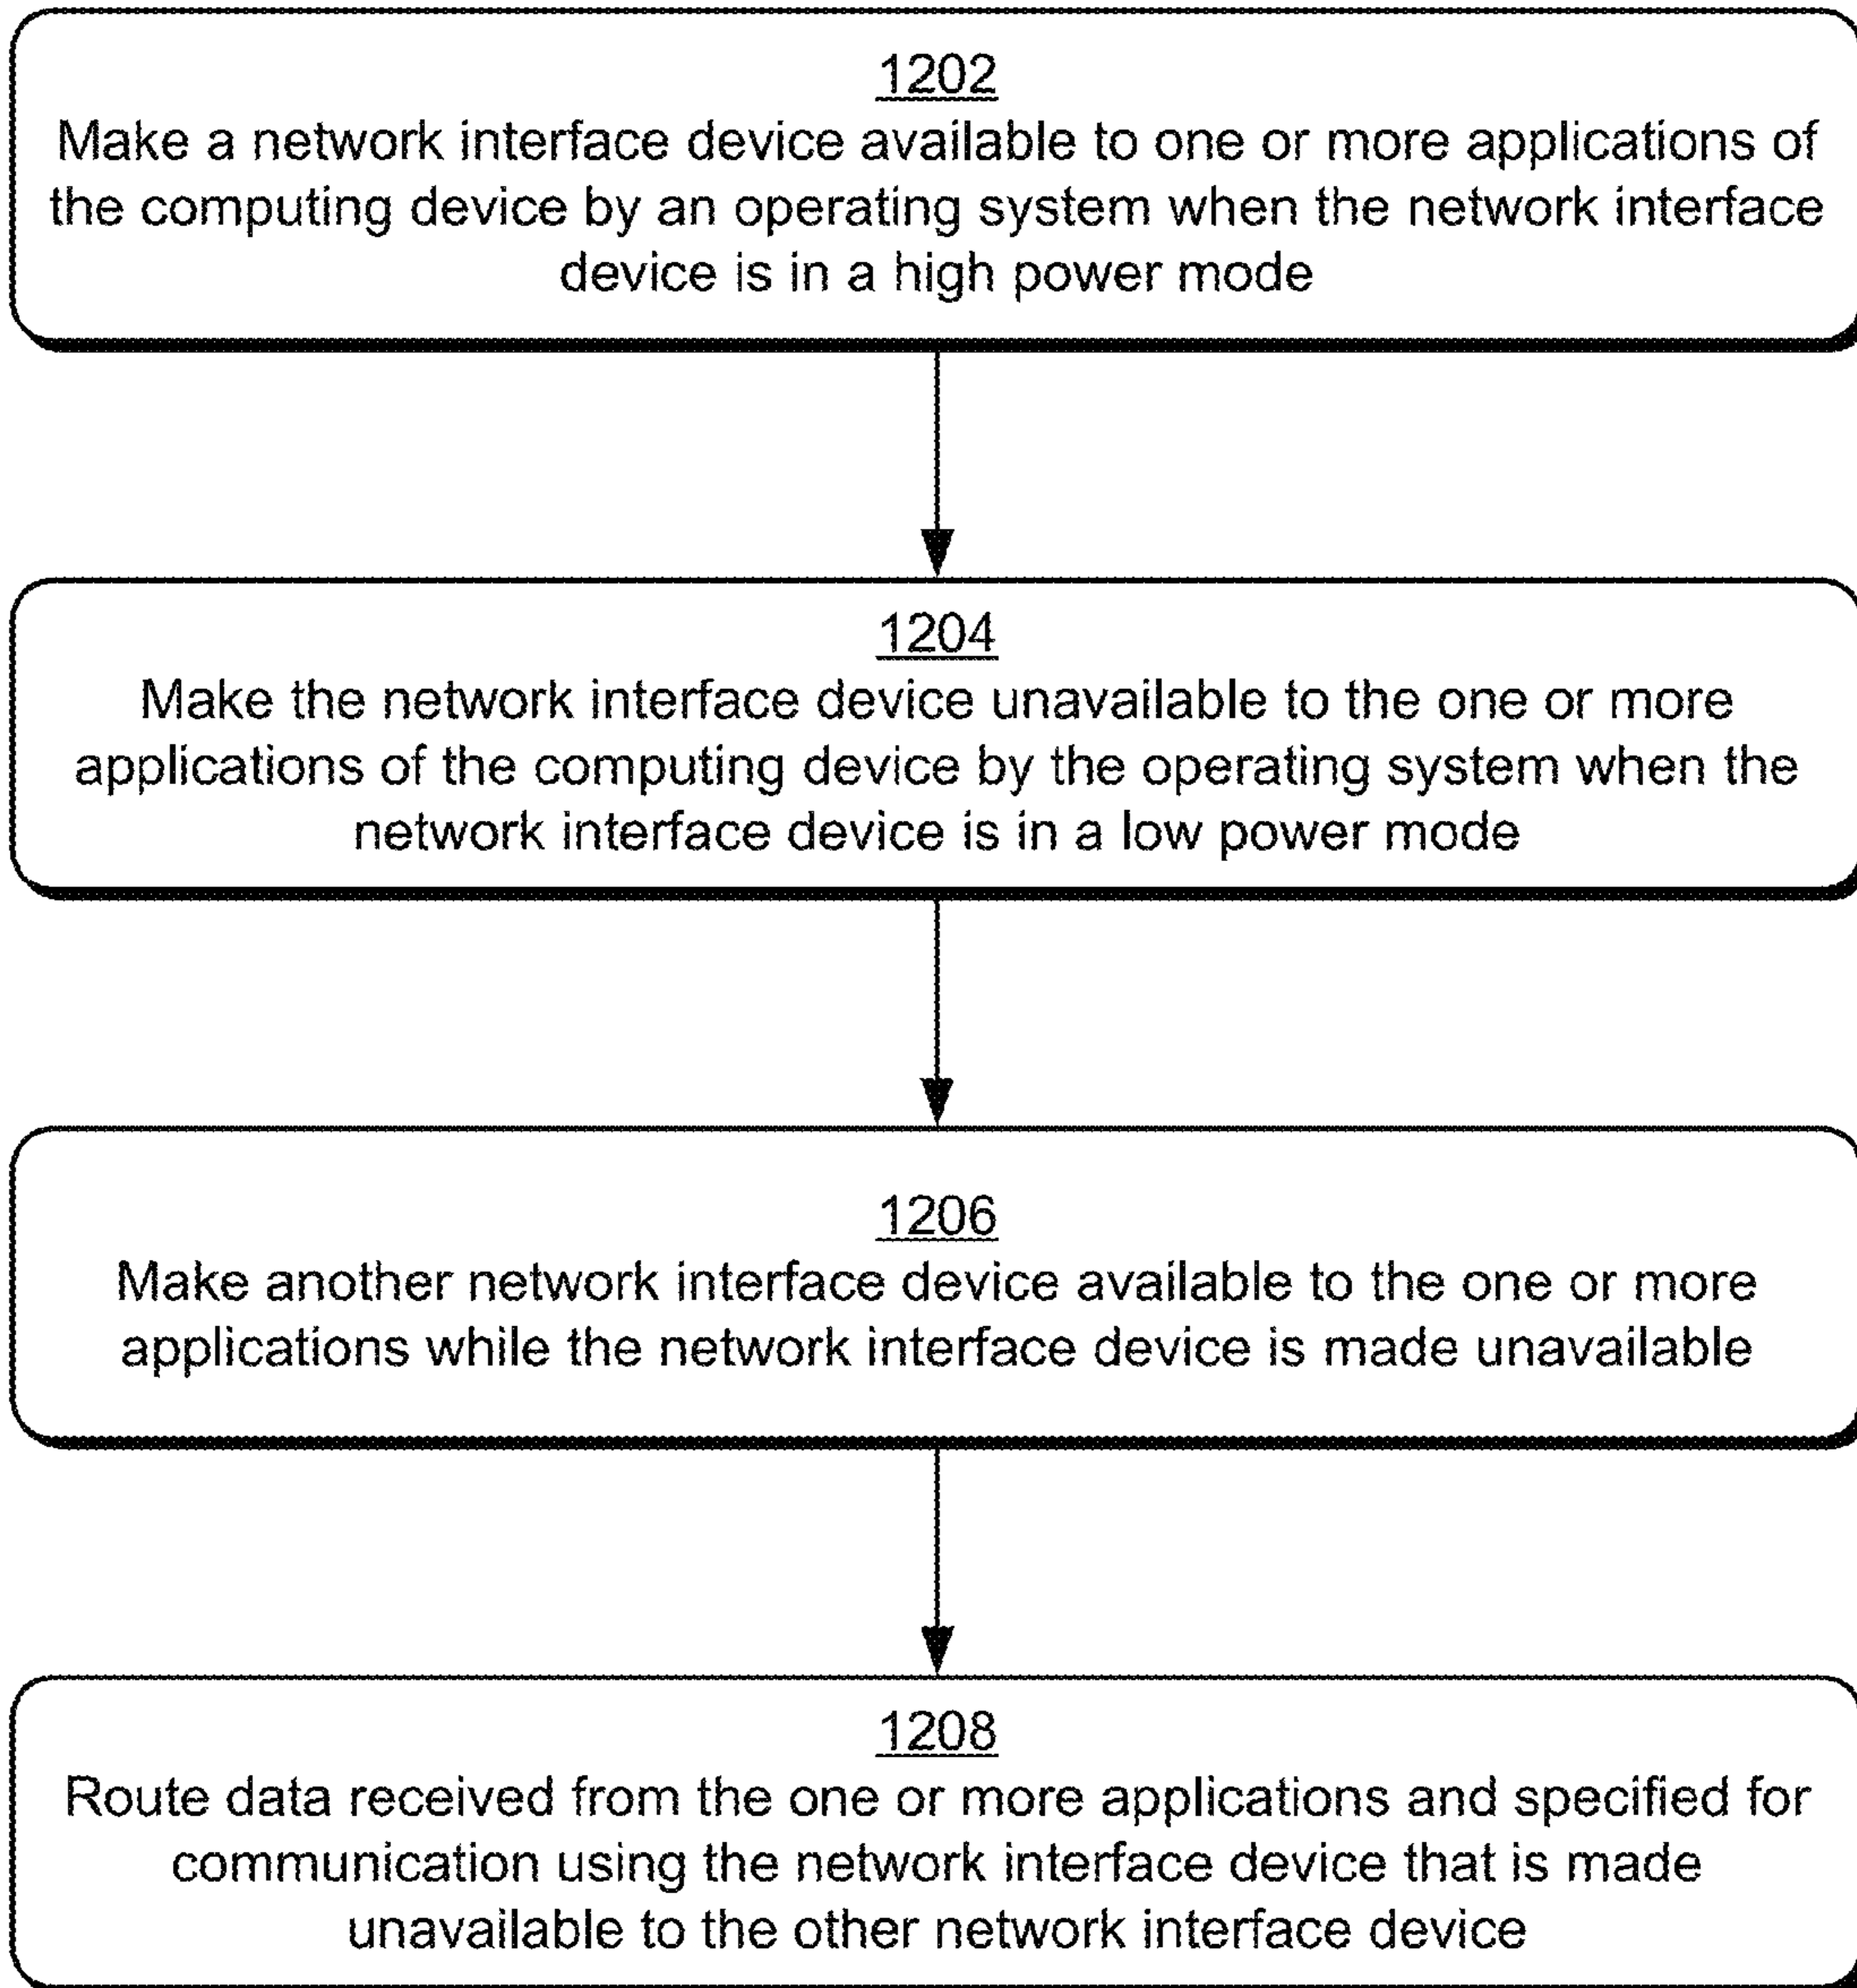 1202
Make a network interface device available to one or more applications of
the computing device by an operating system when the network interface
device is in a high power mode
1204
Make the network interface device unavailable to the one or more
applications of the computing device by the operating system when the
network interface device is in a low power mode
1206
Make another network interface device available to the one or more
applications while the network interface device is made unavailable
1208
Route data received from the one or more applications and specified for
communication using the network interface device that is made
unavailable to the other network interface device